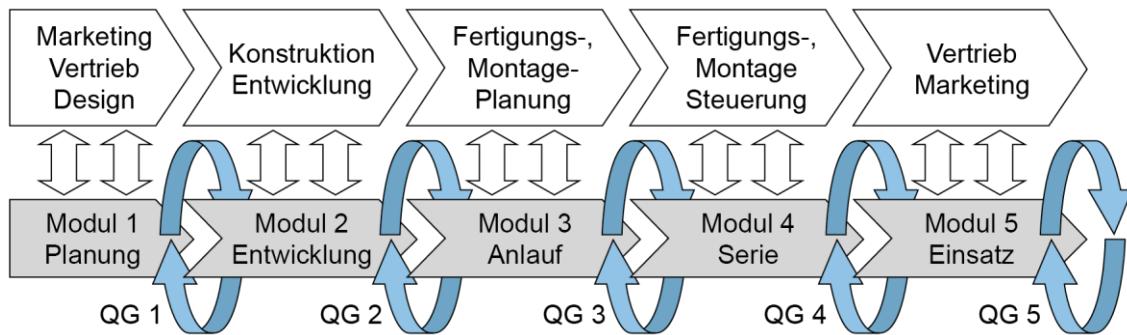 Marketing
Vertrieb
Design
Konstruktion
Entwicklung
Fertigungs-,
Montage-
Planung
Fertigungs-,
Montage
Steuerung
Vertrieb
Marketing
Modul 1
Planung
Modul 2
Entwicklung
Modul 3
Anlauf
Modul 4
Serie
Modul 5
Einsatz
QG 1
QG 2
QG 3
QG 4
QG 5